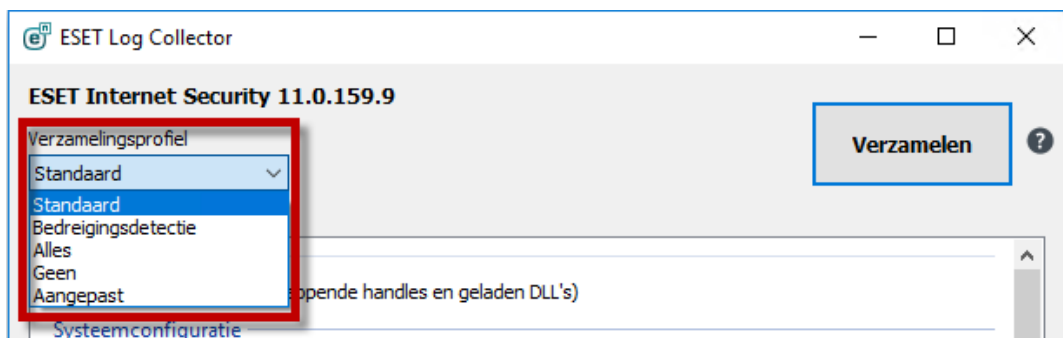 ESET Log Collector
ESET Internet Security 11.0.159.9
Verzamelingsprofiel
Verzamelen
Standaard
Standaard
Bedreigingsdetectie
Alles
Geen
Aangepast
handles en geladen DLL's)
Systeemconfiguratie